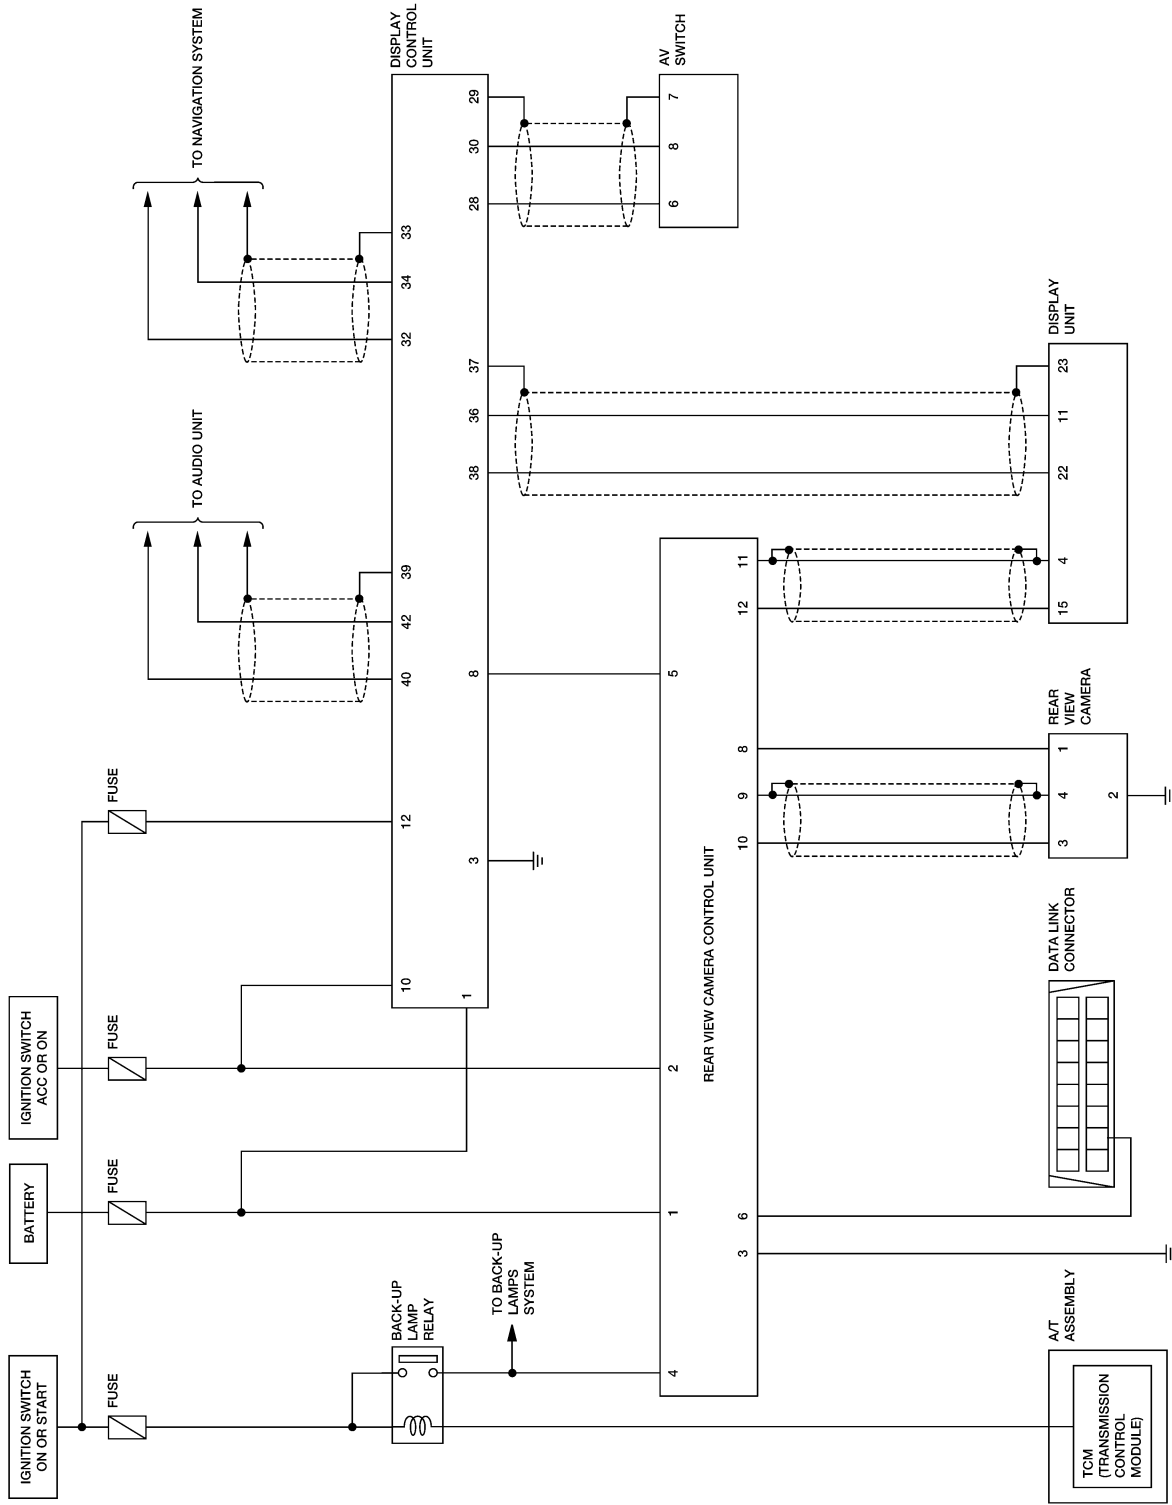 IGNITION SWITCH
ON OR START
BATTERY
IGNITION SWITCH
ACC OR ON
FUSE
FUSE
FUSE
FUSE
TO AUDIO UNIT
TO NAVIGATION SYSTEM
BACK-UP
LAMP
RELAY
DISPLAY
CONTROL
UNIT
10
12
40
42
39
32
34
33
1
3
8
38
36
37
28
30
29
TO BACK-UP
LAMPS
SYSTEM
AV
SWITCH
6
8
7
4
1
2
5
REAR VIEW CAMERA CONTROL UNIT
3
6
10
9
8
12
11
A/T
ASSEMBLY
TCM
(TRANSMISSION
CONTROL
MODULE)
DATA LINK
CONNECTOR
REAR
VIEW
CAMERA
3
4
1
2
DISPLAY
UNIT
15
4
22
11
23